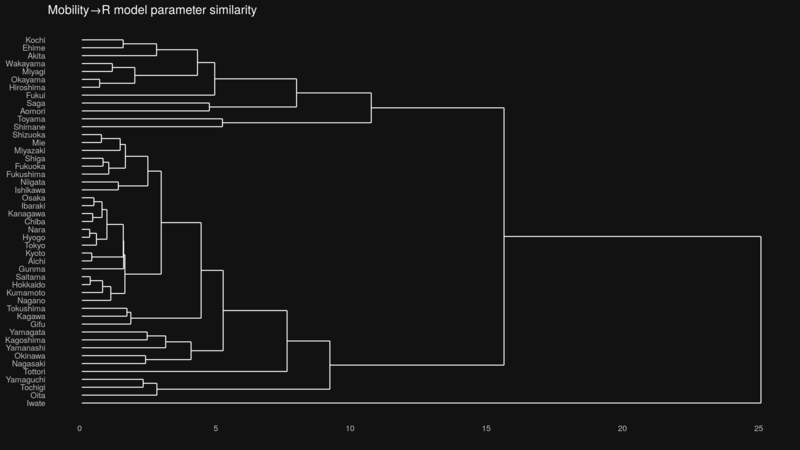 Mobility→R model parameter similarity
Kochi
Ehime
Akita
Wakayama
Miyagi
Okayama
Hiroshima
Fukui
Saga
Aomori
Toyama
Shimane
Shizuoka
Mie
Miyazaki
Shiga
Fukuoka
Fukushima
Niigata
Ishikawa
Osaka
Ibaraki
Kanagawa
Chiba
Nara
Hyogo
Tokyo
Kyoto
Aichi
Gunma
Saitama
Hokkaido
Kumamoto
Nagano
Tokushima
Kagawa
Gifu
Yamagata
Kagoshima
Yamanashi
Okinawa
Nagasaki
Tottori
Yamaguchi
Tochigi
Oita
Iwate
0 5 10 15 20 25